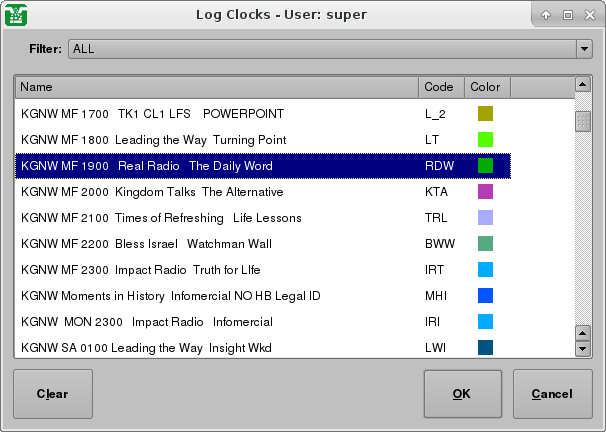 Log Clocks - User: super
Filter: ALL
Name Code Color
KGNW MF 1700 TK1 CL1 LFS POWERPOINT L_2
KGNW MF 1800 Leading the Way Turning Point LT
KGNW MF 1900 Real Radio The Daily Word RDW
KGNW MF 2000 Kingdom Talks The Alternative KTA
KGNW MF 2100 Times of Refreshing Life Lessons TRL
KGNW MF 2200 Bless Israel Watchman Wall BWW
KGNW MF 2300 Impact Radio Truth for LIfe IRT
KGNW Moments in History Infomercial NO HB Legal ID MHI
KGNW MON 2300 Impact Radio Infomercial IRI
KGNW SA 0100 Leading the Way Insight Wkd LWI
Clear OK Cancel